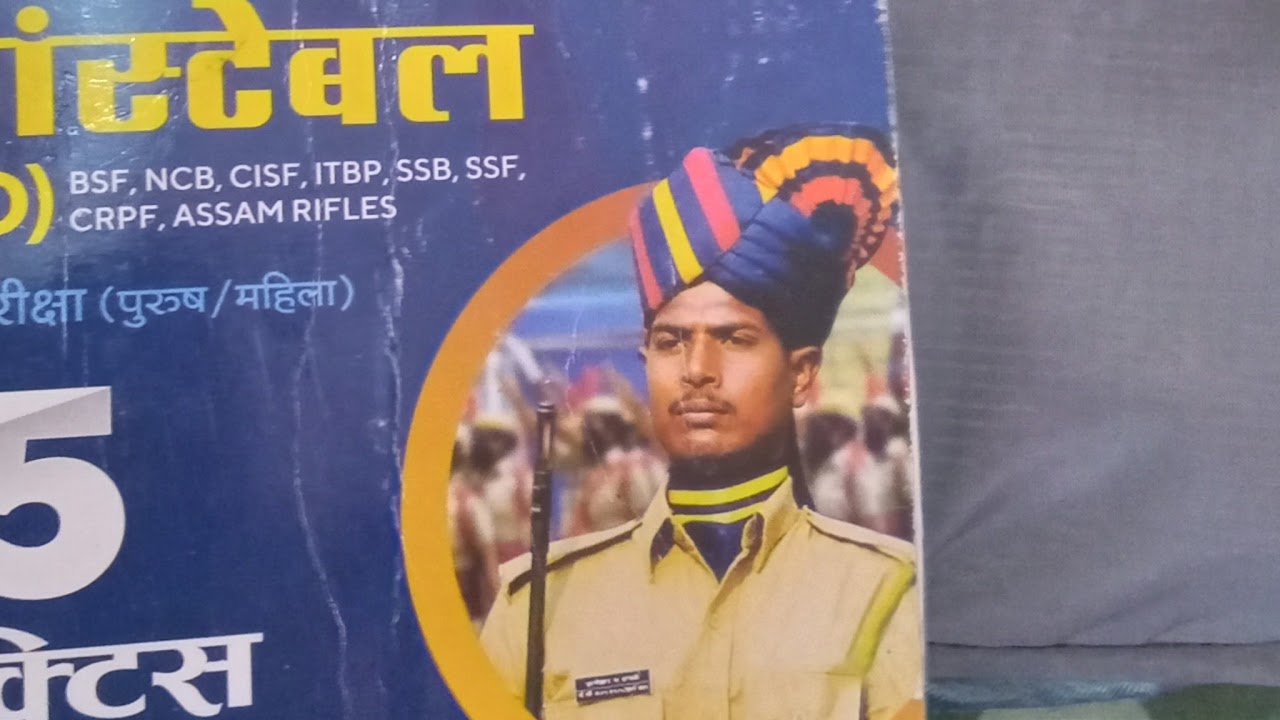 ांस्टेबल
D) BSF, NCB, CISF, ITBP, SSB, SSF,
CRPF, ASSAM RIFLES
रीक्षा (पुरुष/महिला)
5
क्टिस